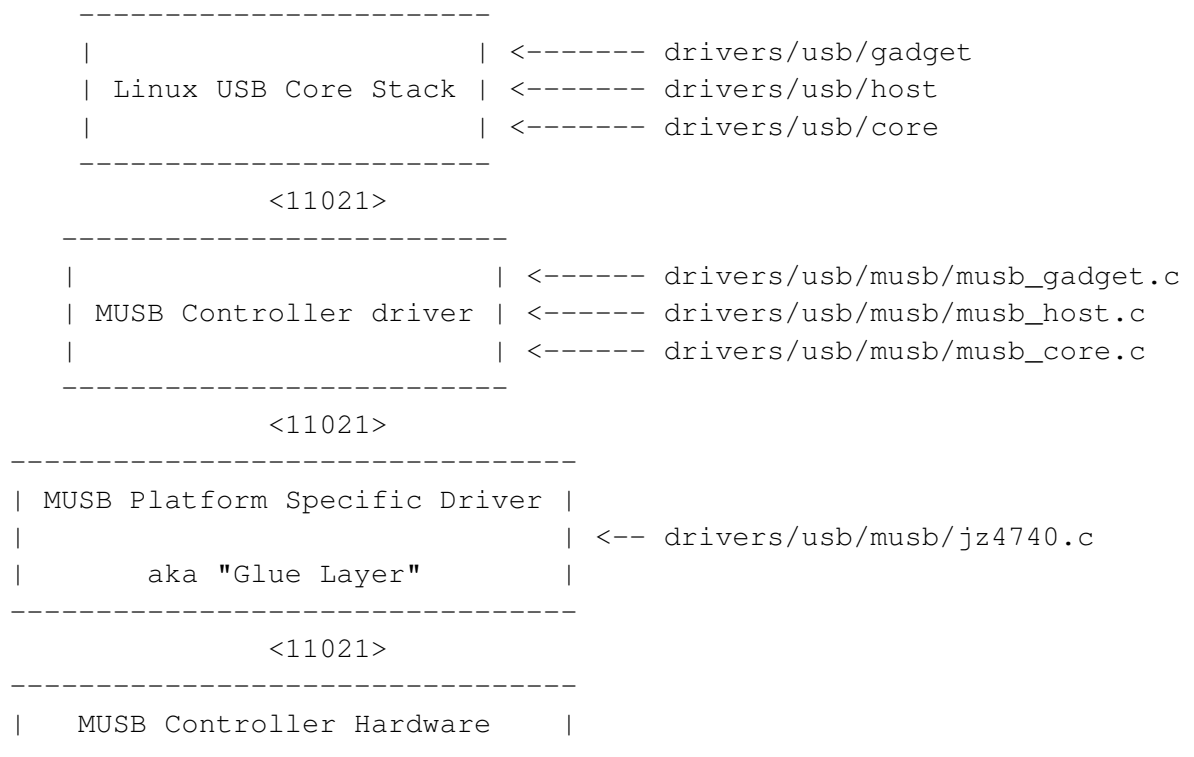 ------------------------
|                      | <------- drivers/usb/gadget
| Linux USB Core Stack | <------- drivers/usb/host
|                      | <------- drivers/usb/core
------------------------
<11021>
--------------------------
|                        | <------ drivers/usb/musb/musb_gadget.c
| MUSB Controller driver | <------ drivers/usb/musb/musb_host.c
|                        | <------ drivers/usb/musb/musb_core.c
--------------------------
<11021>
---------------------------------
| MUSB Platform Specific Driver |
|                               | <-- drivers/usb/musb/jz4740.c
|       aka "Glue Layer"        |
---------------------------------
<11021>
---------------------------------
|   MUSB Controller Hardware    |